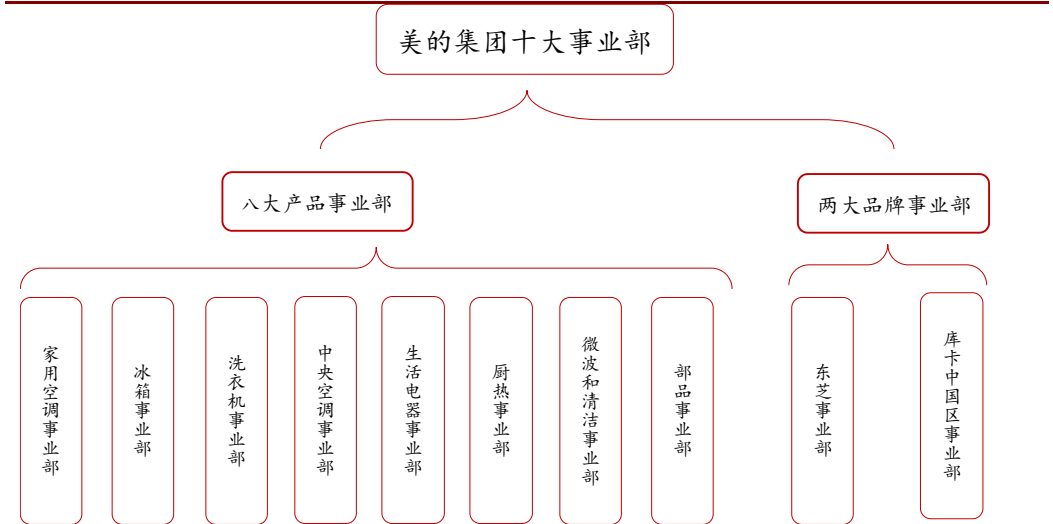 美的集团十大事业部
八大产品事业部
两大品牌事业部
家用空调事业部
冰箱事业部
洗衣机事业部
中央空调事业部
生活电器事业部
厨热事业部
微波和清洁事业部
部品事业部
东芝事业部
库卡中国区事业部